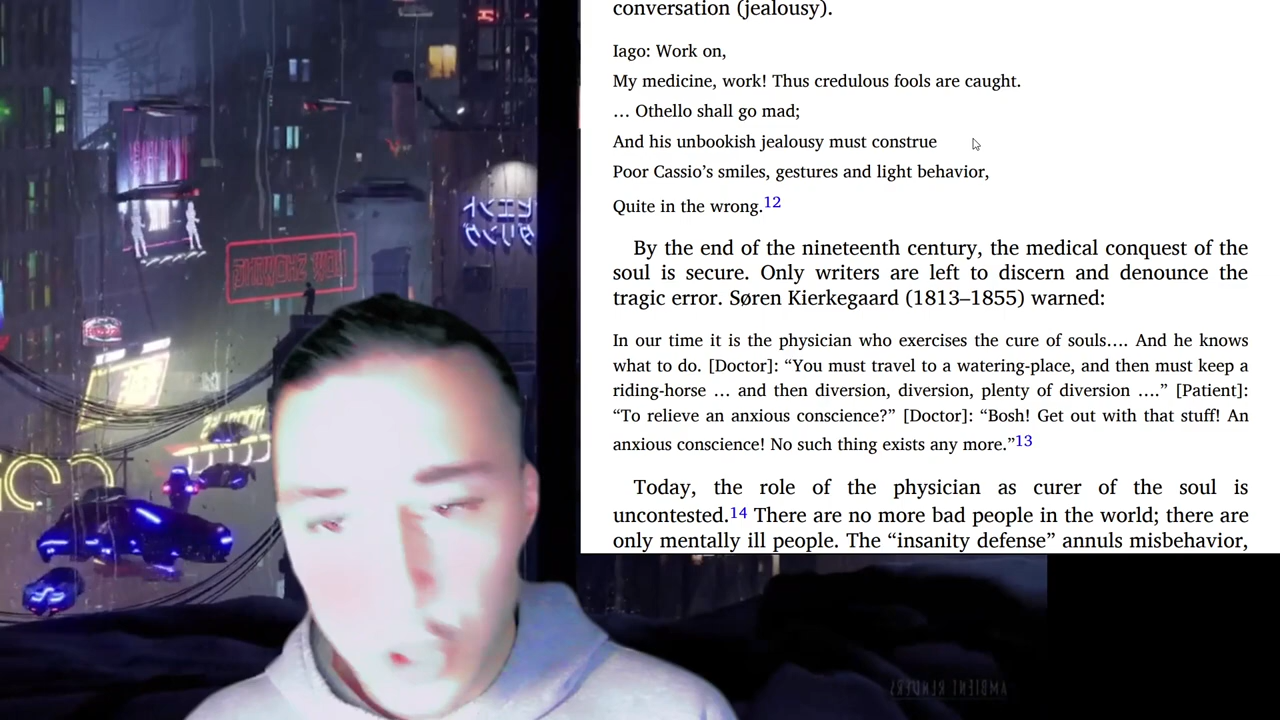 conversation (jealousy).
Iago: Work on,
My medicine, work! Thus credulous fools are caught.
… Othello shall go mad;
And his unbookish jealousy must construe
Poor Cassio’s smiles, gestures and light behavior,
Quite in the wrong.12
By the end of the nineteenth century, the medical conquest of the
soul is secure. Only writers are left to discern and denounce the
tragic error. Søren Kierkegaard (1813–1855) warned:
In our time it is the physician who exercises the cure of souls…. And he knows
what to do. [Doctor]: “You must travel to a watering-place, and then must keep a
riding-horse … and then diversion, diversion, plenty of diversion ….” [Patient]:
“To relieve an anxious conscience?” [Doctor]: “Bosh! Get out with that stuff! An
anxious conscience! No such thing exists any more.”13
Today, the role of the physician as curer of the soul is
uncontested.14 There are no more bad people in the world; there are
only mentally ill people. The “insanity defense” annuls misbehavior,
NOW SHOWING
AMBIENT RENDERS